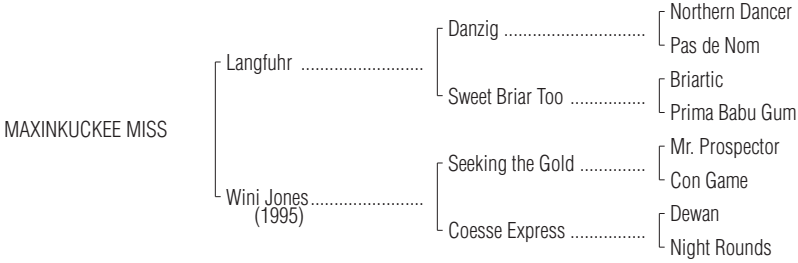 Northern Dancer
Danzig ..............................
Pas de Nom
Langfuhr ..........................
Briartic
Sweet Briar Too ................
Prima Babu Gum
MAXINKUCKEE MISS
Mr. Prospector
Seeking the Gold ..............
Con Game
Wini Jones........................
(1995)
Dewan
Coesse Express ................
Night Rounds